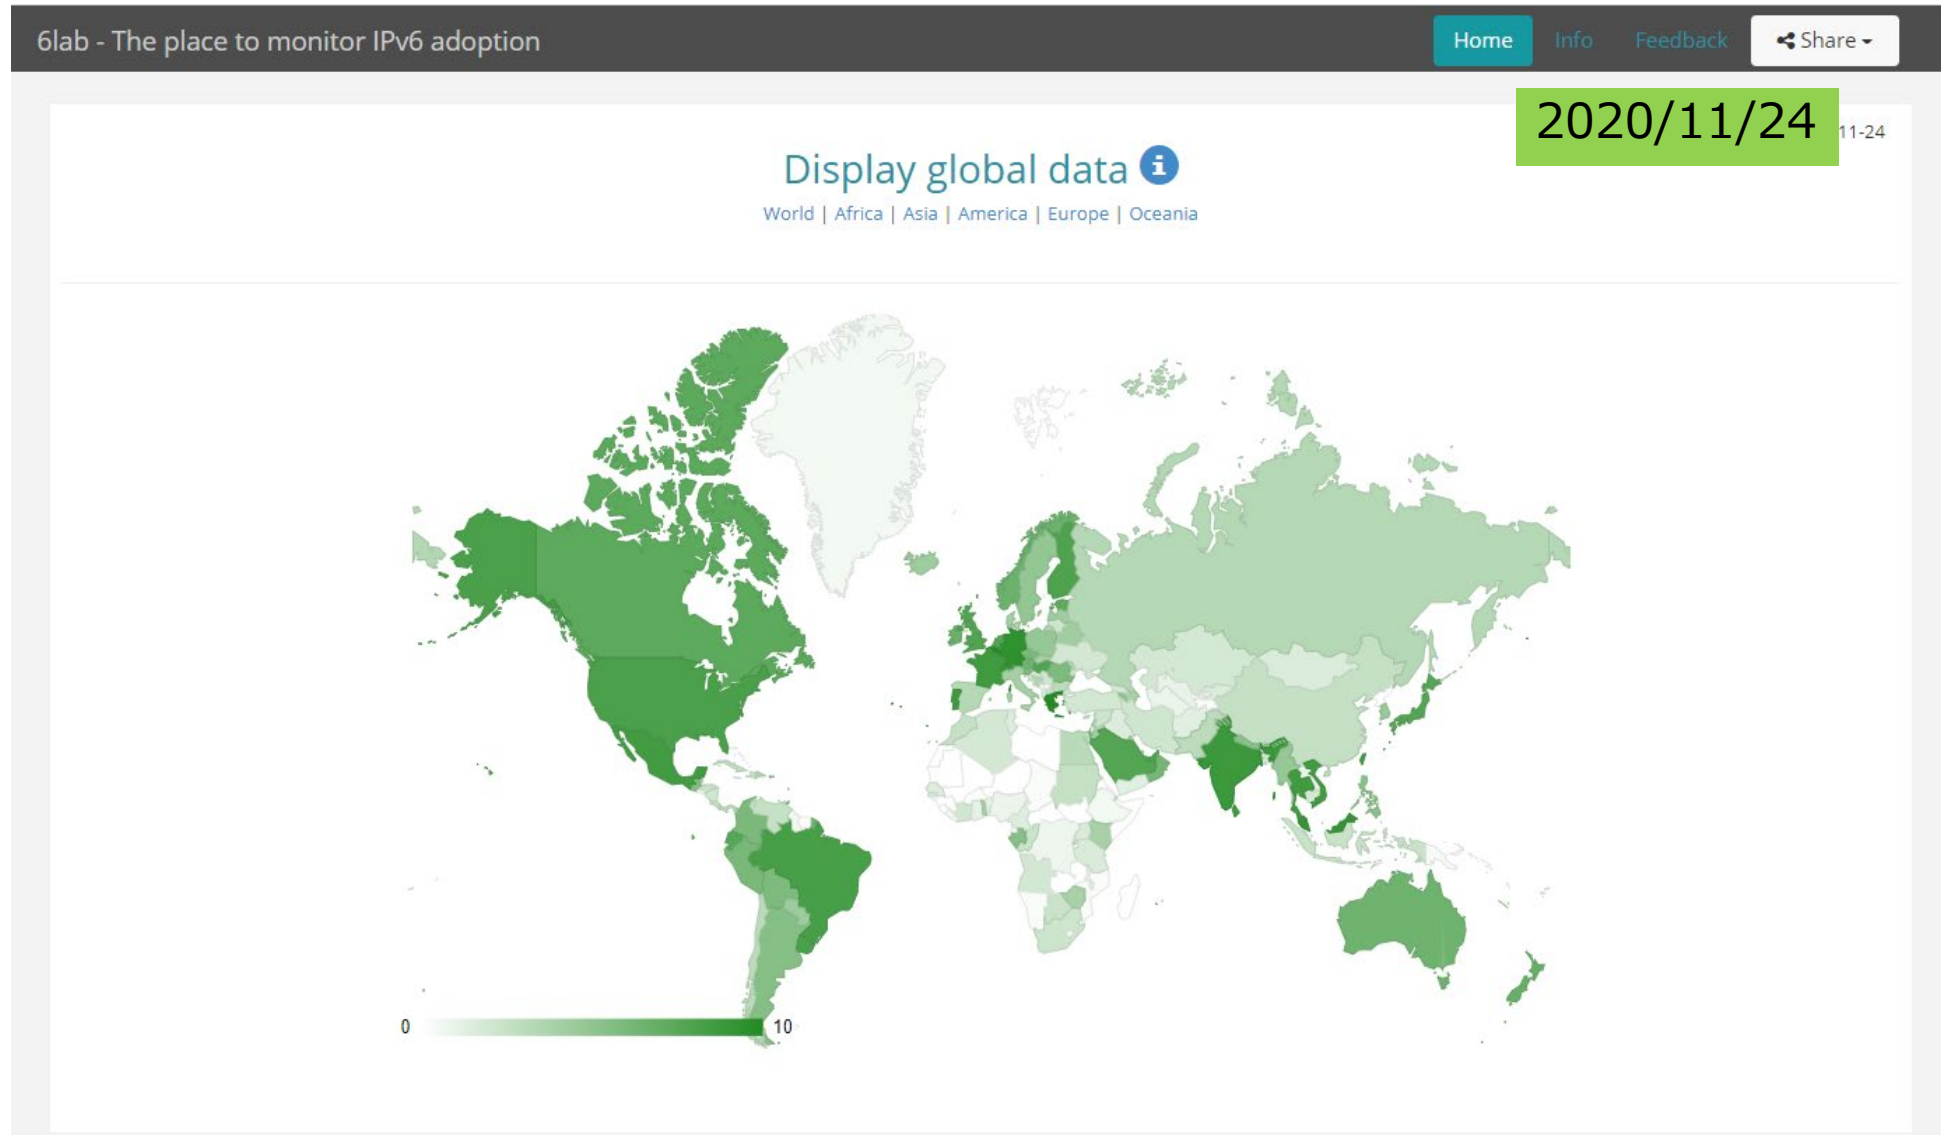 6lab - The place to monitor IPv6 adoption
Home Info Feedback Share
2020/11/24
11-24
Display global data
World | Africa | Asia | America | Europe | Oceania
0 10